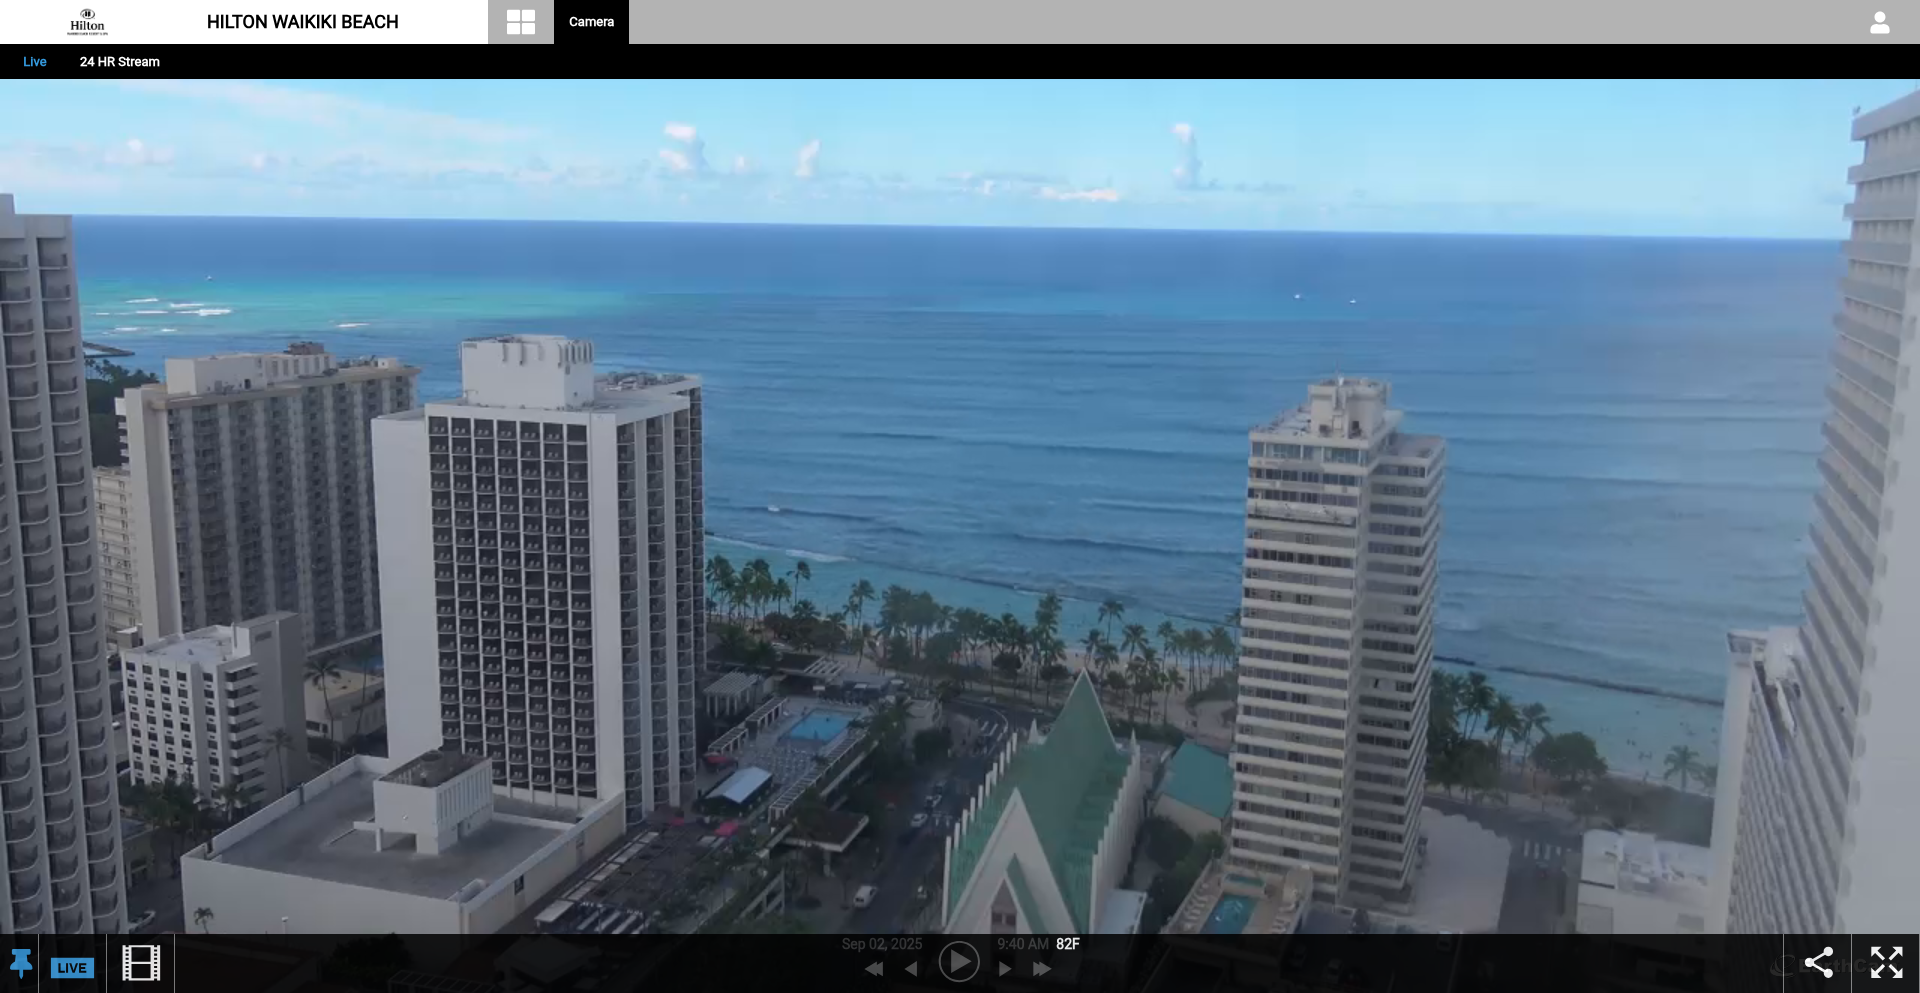 Hilton
HILTON WAIKIKI BEACH
Camera
Live
24 HR Stream
LIVE
Sep 02, 2025
9:40 AM
82F